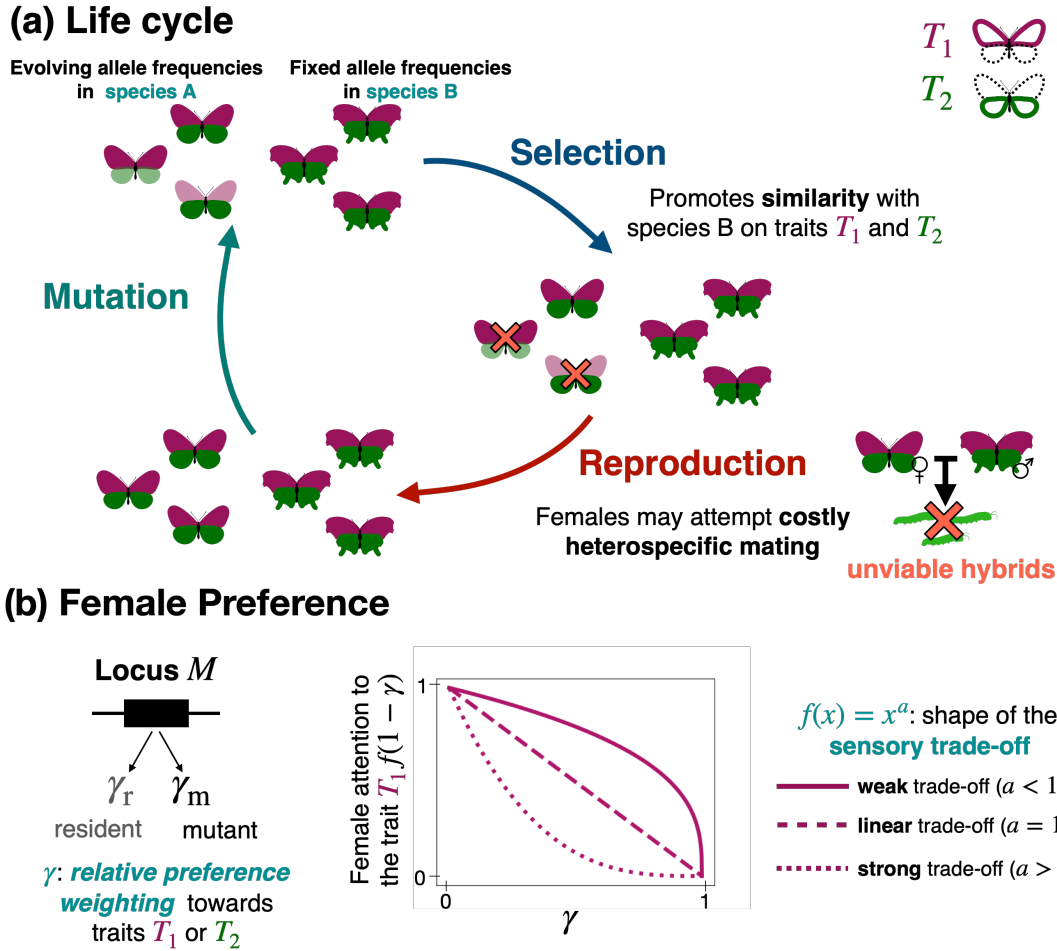 (a) Life cycle
T1
T2
Evolving allele frequencies
in species A
Fixed allele frequencies
in species B
Selection
Promotes similarity with
species B on traits T1 and T2
Mutation
Reproduction
Females may attempt costly
heterospecific mating
♀
♂
unviable hybrids
(b) Female Preference
Locus M
γr
γm
resident
mutant
γ: relative preference
weighting towards
traits T1 or T2
Female attention to
the trait T1 f(1 − γ)
1
0
0
1
γ
f(x) = x^a: shape of the
sensory trade-off
weak trade-off (a < 1
linear trade-off (a = 1
strong trade-off (a >